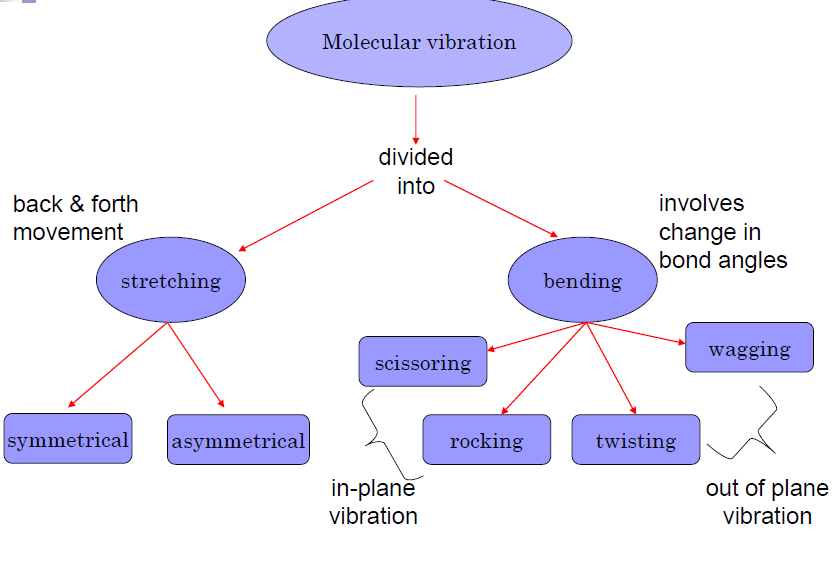 Molecular vibration
divided
into
back & forth
movement
involves
change in
bond angles
stretching
bending
scissoring
wagging
symmetrical
asymmetrical
rocking
twisting
in-plane
vibration
out of plane
vibration